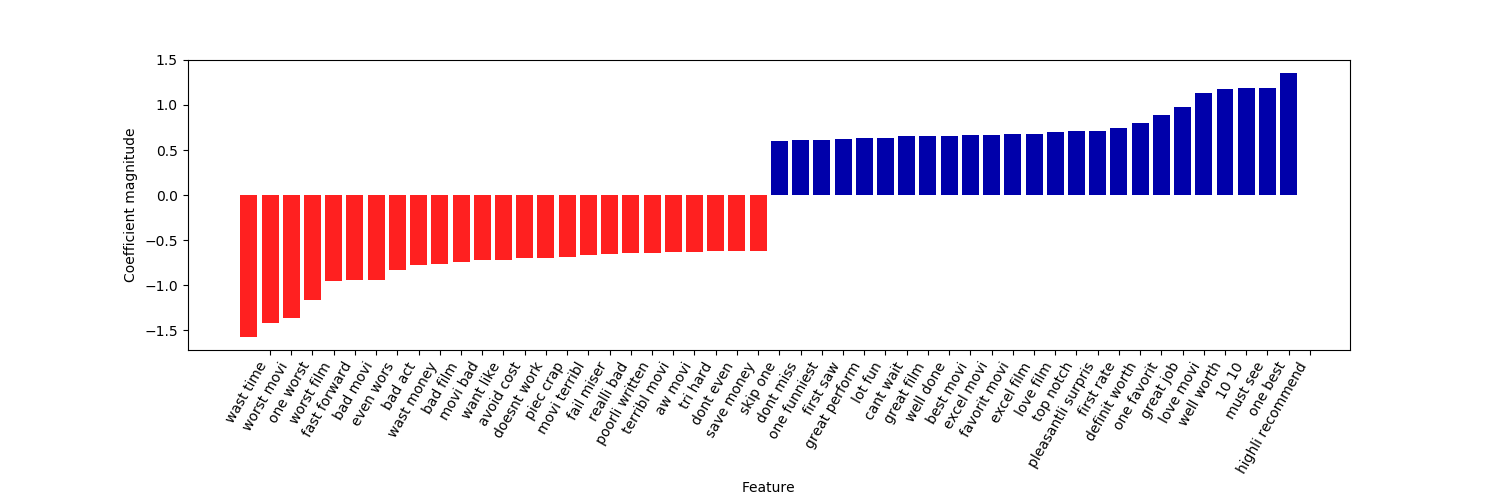 1.5
1.0
0.5
0.0
−0.5
−1.0
−1.5
Coefficient magnitude
wast time
worst movi
one worst
worst film
fast forward
bad movi
even wors
bad act
wast money
bad film
movi bad
want like
avoid cost
doesnt work
piec crap
movi terribl
fail miser
realli bad
poorli written
terribl movi
aw movi
tri hard
dont even
save money
skip one
dont miss
one funniest
first saw
great perform
lot fun
cant wait
great film
well done
best movi
excel movi
favorit movi
excel film
love film
top notch
pleasantli surpris
first rate
definit worth
one favorit
great job
love movi
well worth
10 10
must see
one best
highli recommend
Feature